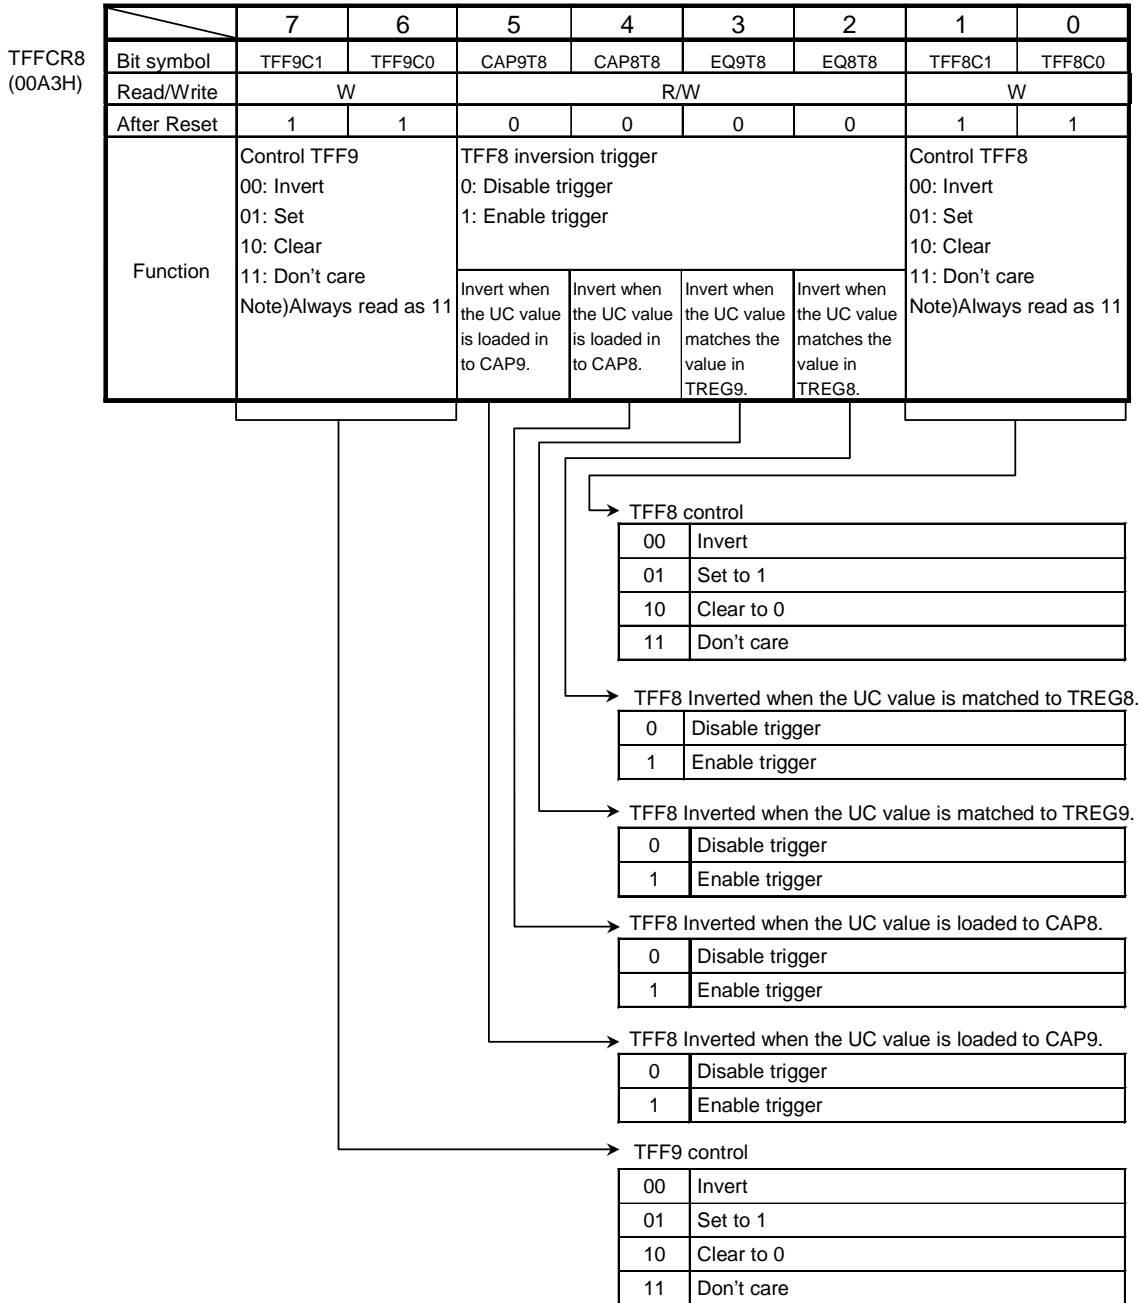 7 6 5 4 3 2 1 0
TFFCR8
(00A3H)
Bit symbol TFF9C1 TFF9C0 CAP9T8 CAP8T8 EQ9T8 EQ8T8 TFF8C1 TFF8C0
Read/Write W R/W W
After Reset 1 1 0 0 0 0 1 1
Function
Control TFF9
00: Invert
01: Set
10: Clear
11: Don't care
Note)Always read as 11
TFF8 inversion trigger
0: Disable trigger
1: Enable trigger
Invert when
the UC value
is loaded in
to CAP9.
Invert when
the UC value
is loaded in
to CAP8.
Invert when
the UC value
matches the
value in
TREG9.
Invert when
the UC value
matches the
value in
TREG8.
Control TFF8
00: Invert
01: Set
10: Clear
11: Don't care
Note)Always read as 11
TFF8 control
00 Invert
01 Set to 1
10 Clear to 0
11 Don't care
TFF8 Inverted when the UC value is matched to TREG8.
0 Disable trigger
1 Enable trigger
TFF8 Inverted when the UC value is matched to TREG9.
0 Disable trigger
1 Enable trigger
TFF8 Inverted when the UC value is loaded to CAP8.
0 Disable trigger
1 Enable trigger
TFF8 Inverted when the UC value is loaded to CAP9.
0 Disable trigger
1 Enable trigger
TFF9 control
00 Invert
01 Set to 1
10 Clear to 0
11 Don't care